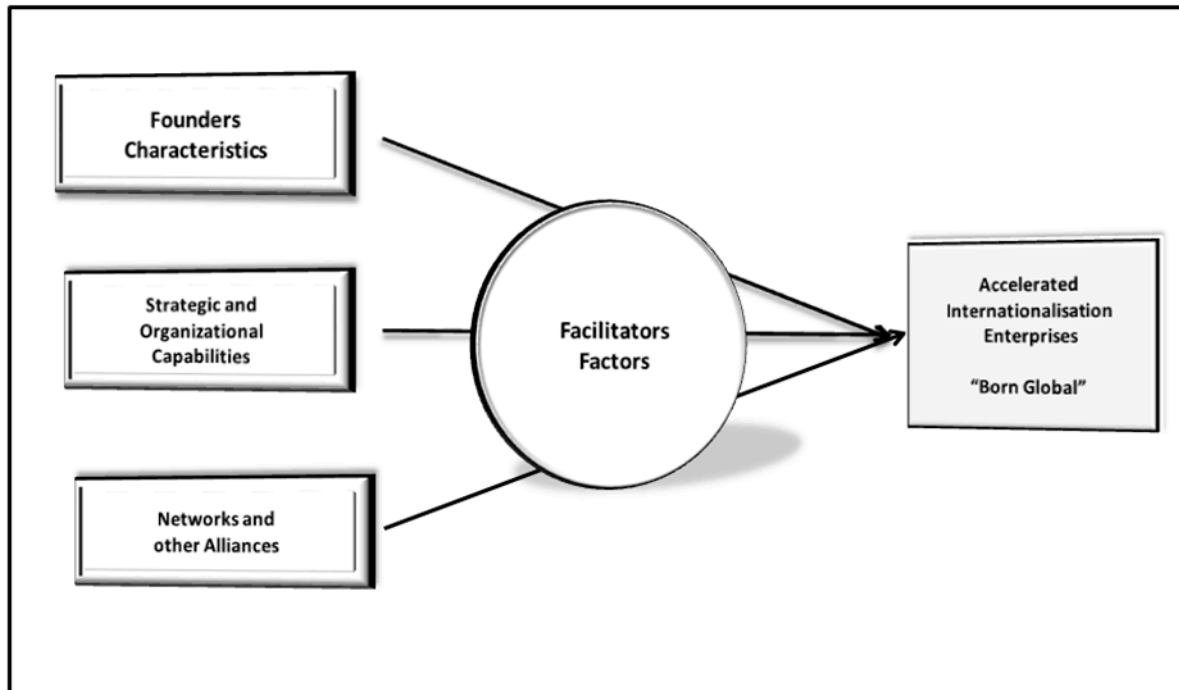 Founders
Characteristics
Strategic and
Organizational
Capabilities
Networks and
other Alliances
Facilitators
Factors
Accelerated
Internationalisation
Enterprises
“Born Global”